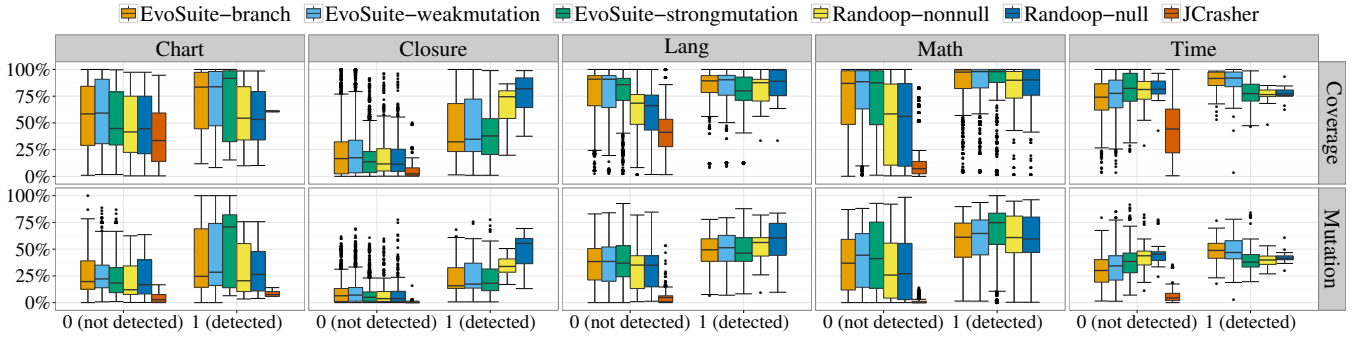 EvoSuite−branch EvoSuite−weakmutation EvoSuite−strongmutation Randoop−nonnull Randoop−null JCrasher
Chart Closure Lang Math Time
100%
75%
50%
25%
0%
Coverage
100%
75%
50%
25%
0%
Mutation
0 (not detected) 1 (detected) 0 (not detected) 1 (detected) 0 (not detected) 1 (detected) 0 (not detected) 1 (detected) 0 (not detected) 1 (detected)